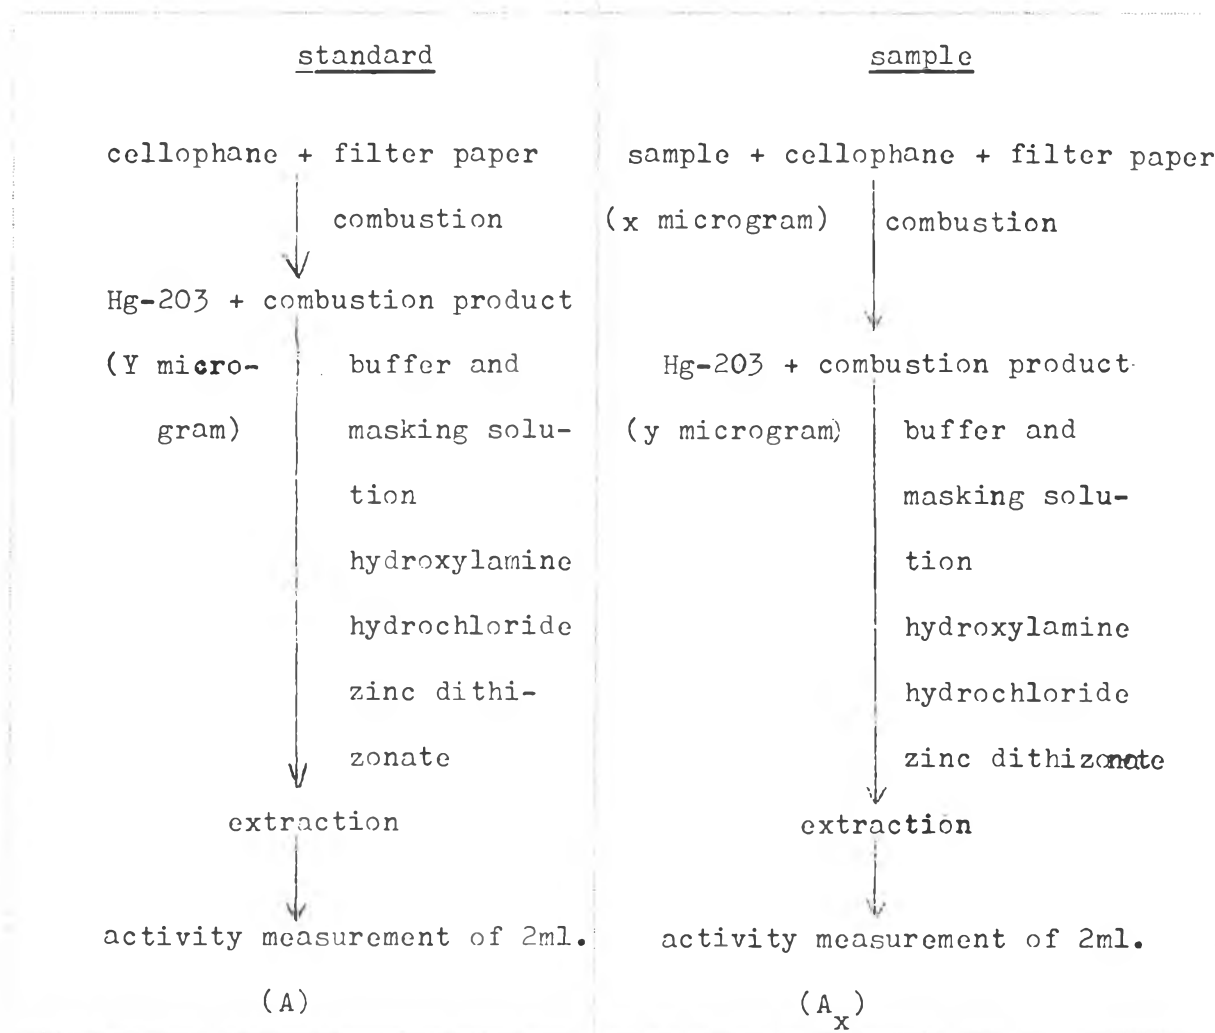 standard
cellophane + filter paper
combustion
Hg-203 + combustion product
(Y micro-
gram)
buffer and
masking solu-
tion
hydroxylamine
hydrochloride
zinc dithi-
zonate
extraction
activity measurement of 2ml.
(A)
sample
sample + cellophane + filter paper
(x microgram)
combustion
Hg-203 + combustion product
(y microgram)
buffer and
masking solu-
tion
hydroxylamine
hydrochloride
zinc dithizonate
extraction
activity measurement of 2ml.
(Ax)